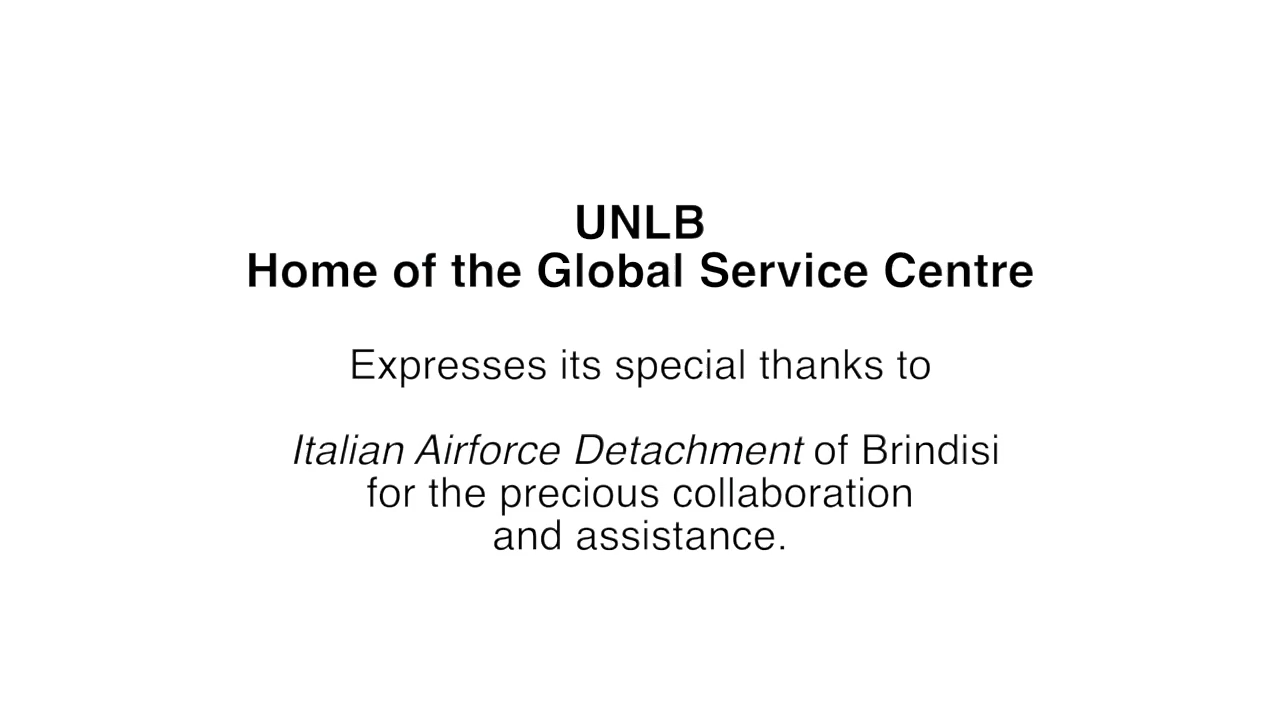 UNLB
Home of the Global Service Centre
Expresses its special thanks to
Italian Airforce Detachment of Brindisi
for the precious collaboration
and assistance.